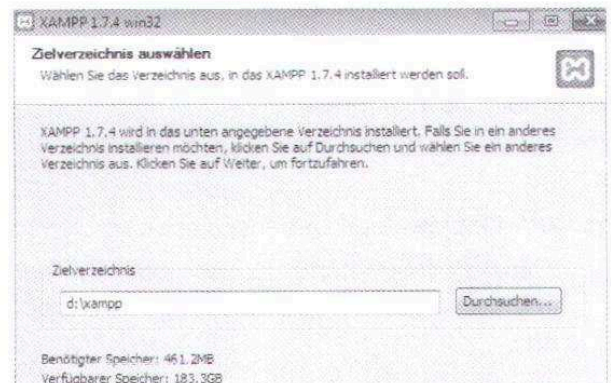 XAMPP 1.7.4 win32
Zielverzeichnis auswählen
Wählen Sie das Verzeichnis aus, in das XAMPP 1.7.4 installiert werden soll.
XAMPP 1.7.4 wird in das unten angegebene Verzeichnis installiert. Falls Sie in ein anderes
Verzeichnis installieren möchten, klicken Sie auf Durchsuchen und wählen Sie ein anderes
Verzeichnis aus. Klicken Sie auf Weiter, um fortzufahren.
Zielverzeichnis
d:\xampp
Durchsuchen...
Benötigter Speicher: 461.2MB
Verfügbarer Speicher: 183.3GB